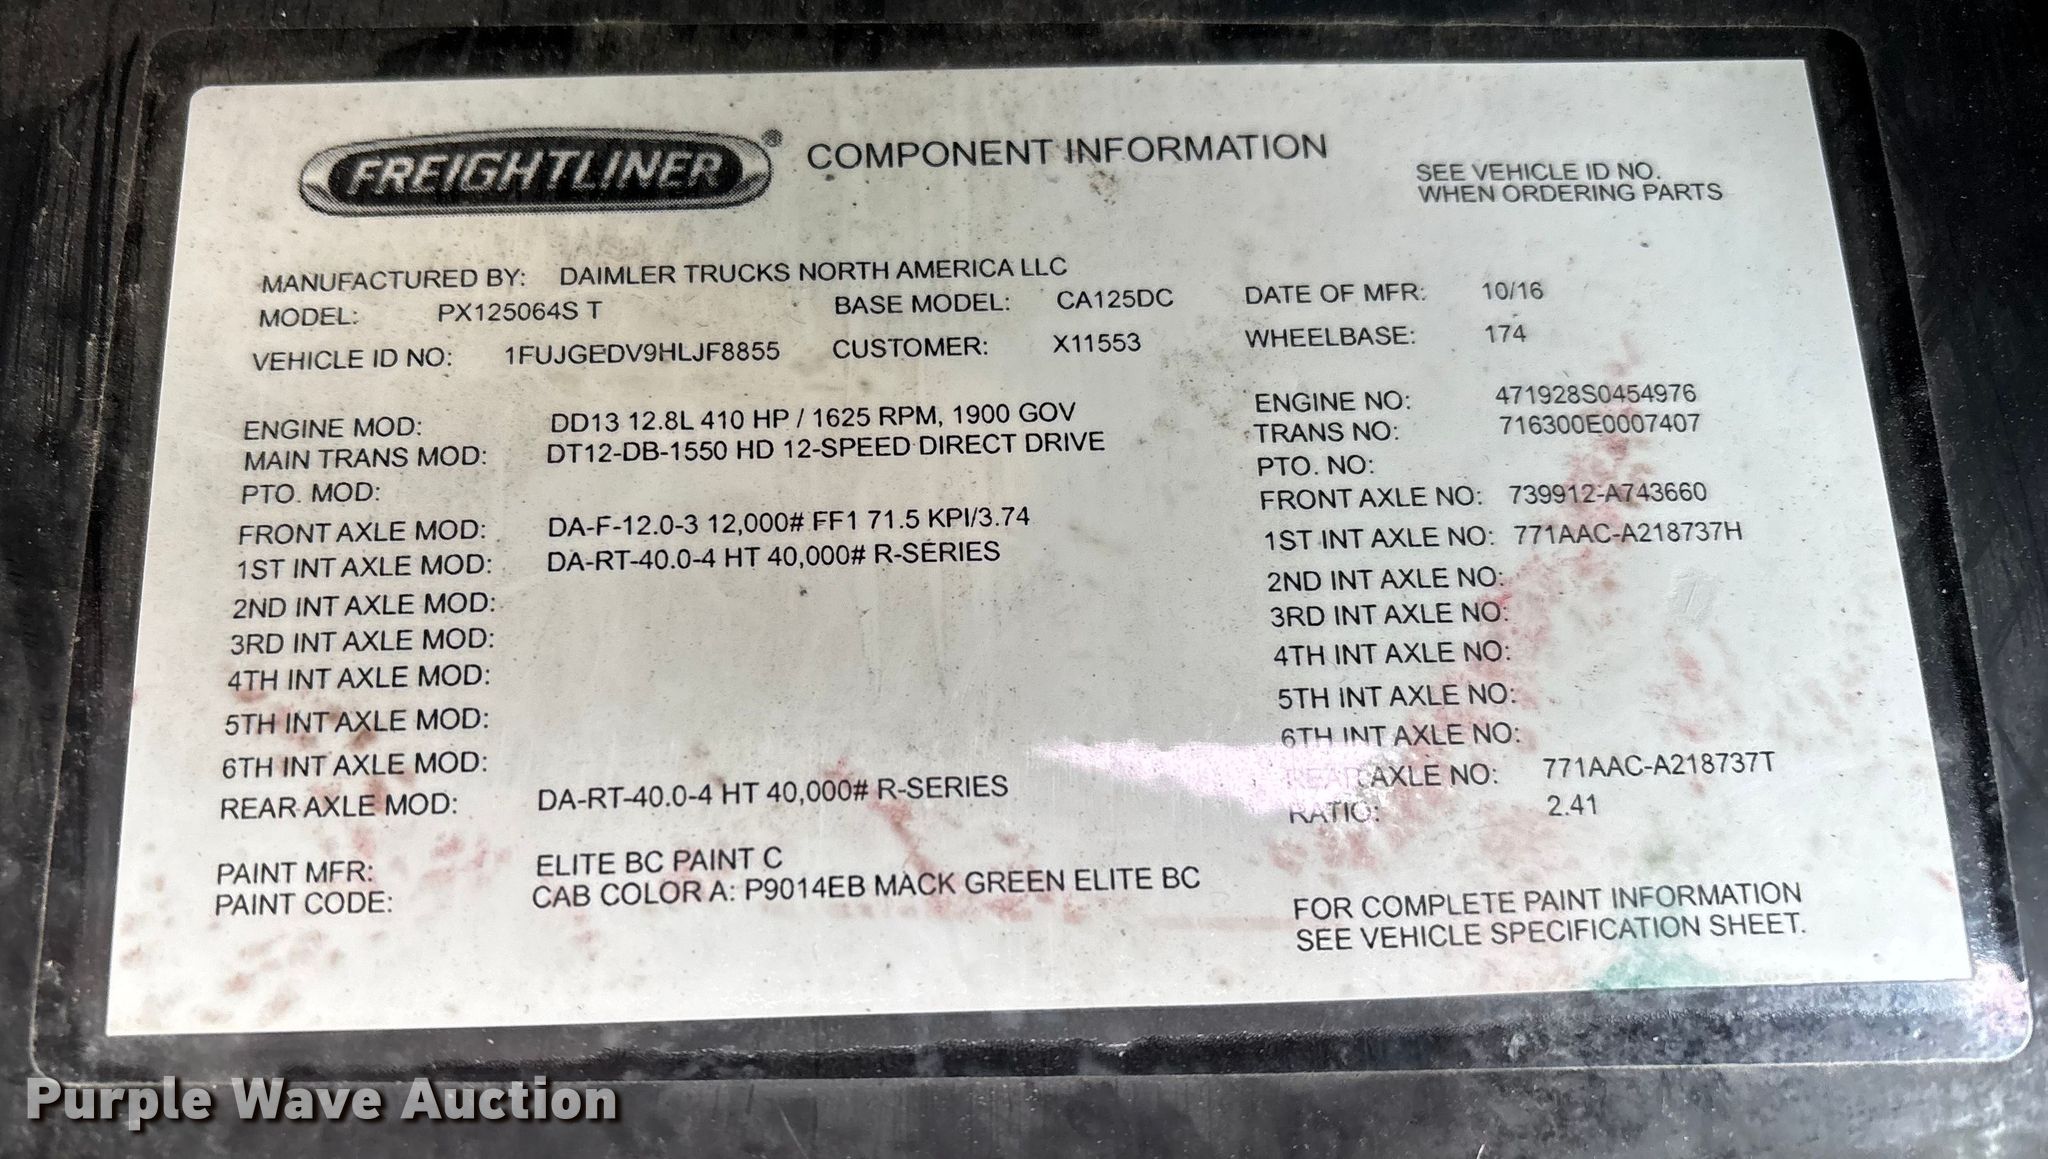 FREIGHTLINER ® COMPONENT INFORMATION
SEE VEHICLE ID NO.
WHEN ORDERING PARTS
MANUFACTURED BY: DAIMLER TRUCKS NORTH AMERICA LLC
MODEL: PX125064S T BASE MODEL: CA125DC DATE OF MFR: 10/16
VEHICLE ID NO: 1FUJGEDV9HLJF8855 CUSTOMER: X11553 WHEELBASE: 174
ENGINE MOD: DD13 12.8L 410 HP / 1625 RPM, 1900 GOV ENGINE NO: 471928S0454976
MAIN TRANS MOD: DT12-DB-1550 HD 12-SPEED DIRECT DRIVE TRANS NO: 716300E0007407
PTO. MOD: PTO. NO:
FRONT AXLE MOD: DA-F-12.0-3 12,000# FF1 71.5 KPI/3.74 FRONT AXLE NO: 739912-A743660
1ST INT AXLE MOD: DA-RT-40.0-4 HT 40,000# R-SERIES 1ST INT AXLE NO: 771AAC-A218737H
2ND INT AXLE MOD: 2ND INT AXLE NO:
3RD INT AXLE MOD: 3RD INT AXLE NO:
4TH INT AXLE MOD: 4TH INT AXLE NO:
5TH INT AXLE MOD: 5TH INT AXLE NO:
6TH INT AXLE MOD: 6TH INT AXLE NO:
REAR AXLE MOD: DA-RT-40.0-4 HT 40,000# R-SERIES REAR AXLE NO: 771AAC-A218737T
RATIO: 2.41
PAINT MFR: ELITE BC PAINT C
PAINT CODE: CAB COLOR A: P9014EB MACK GREEN ELITE BC
FOR COMPLETE PAINT INFORMATION
SEE VEHICLE SPECIFICATION SHEET.
Purple Wave Auction